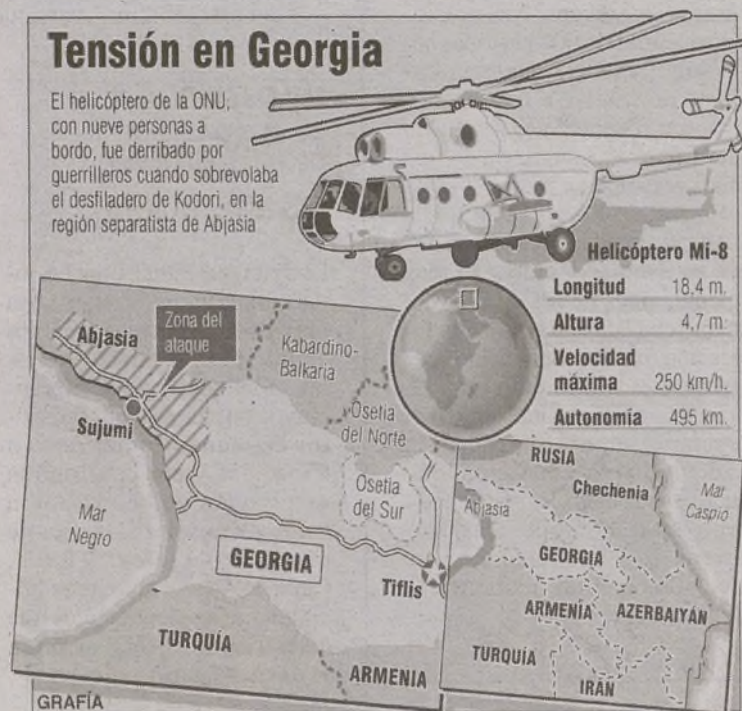 Tensión en Georgia
El helicóptero de la ONU,
con nueve personas a
bordo, fue derribado por
guerrilleros cuando sobrevolaba
el desfiladero de Kodori, en la
región separatista de Abjasia
Helicóptero Mi-8
Longitud 18,4 m.
Altura 4,7 m.
Velocidad
máxima 250 km/h.
Autonomía 495 km.
Abjasia
Zona del
ataque
Kabardino-
Balkaria
Sujumi
Osetia
del Norte
Osetia
del Sur
Mar
Negro
GEORGIA
Tiflis
TURQUÍA
ARMENIA
RUSIA
Chechenia
Mar
Caspio
Abjasia
GEORGIA
ARMENÍA
AZERBAIYÁN
TURQUÍA
IRÁN
GRAFÍA